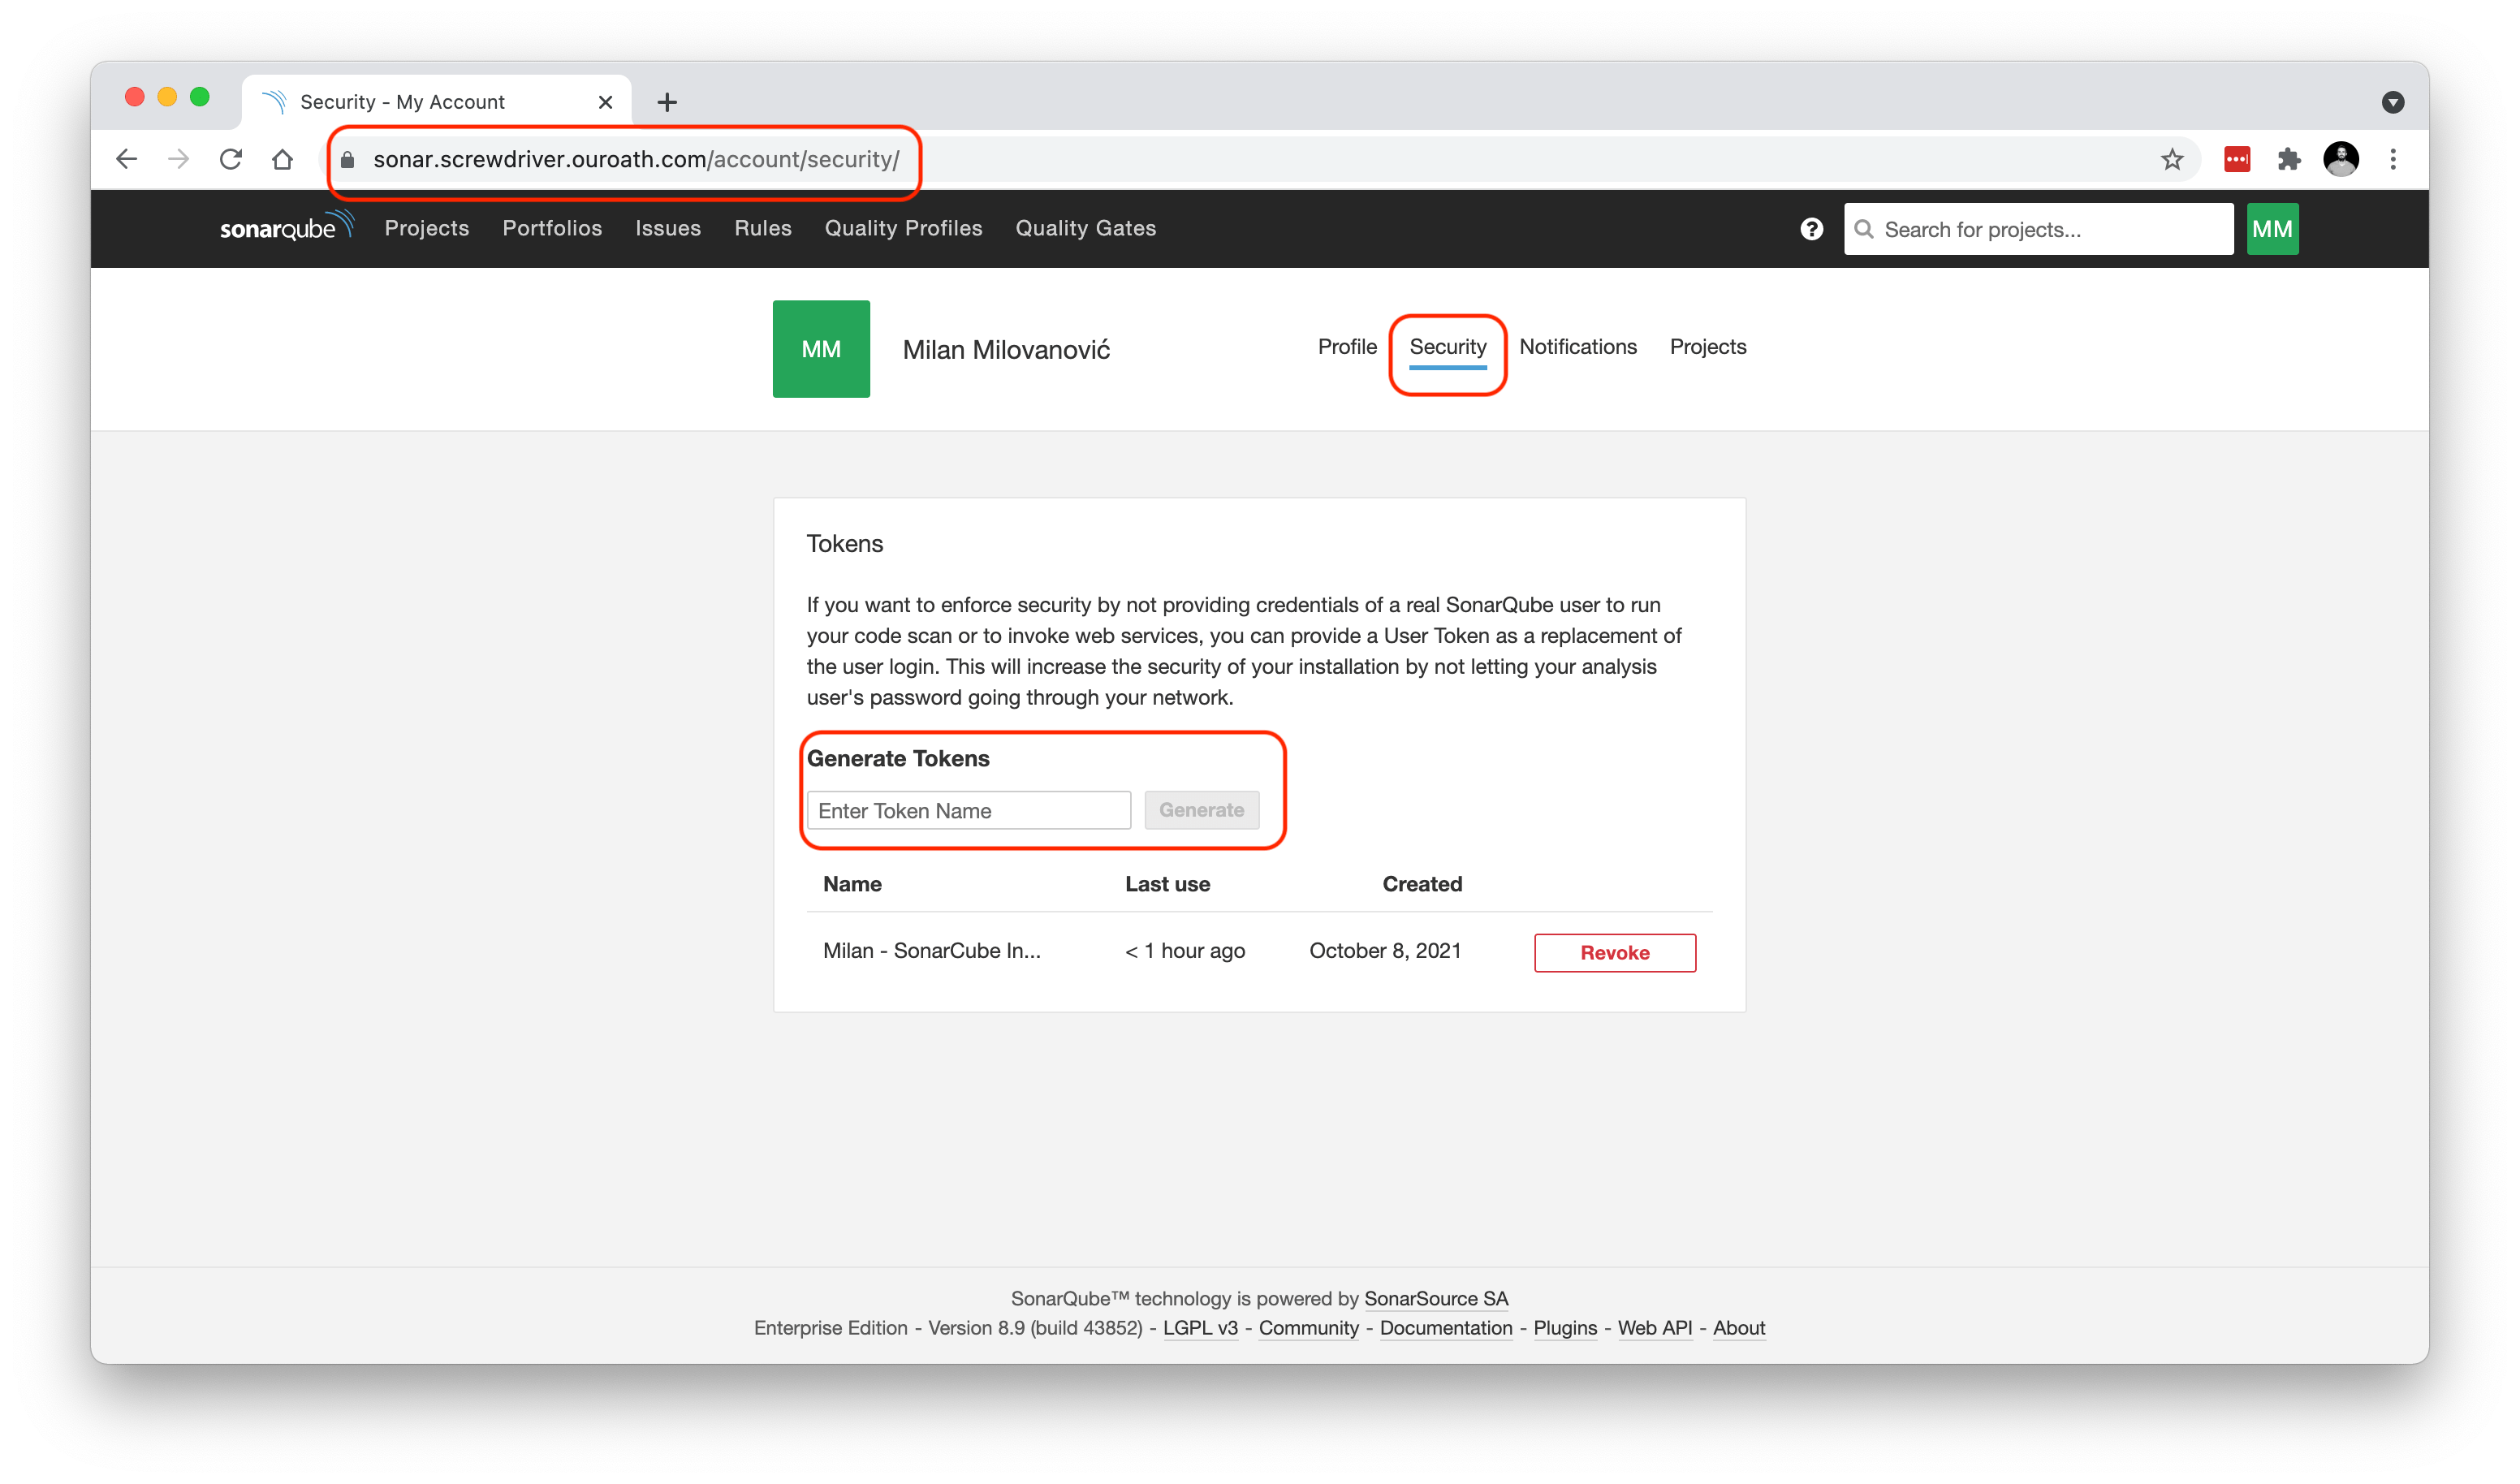 Security - My Account
sonar.screwdriver.ouroath.com/account/security/
sonarqube Projects Portfolios Issues Rules Quality Profiles Quality Gates ? Search for projects... MM
MM Milan Milovanović Profile Security Notifications Projects
Tokens
If you want to enforce security by not providing credentials of a real SonarQube user to run
your code scan or to invoke web services, you can provide a User Token as a replacement of
the user login. This will increase the security of your installation by not letting your analysis
user's password going through your network.
Generate Tokens
Enter Token Name Generate
Name Last use Created
Milan - SonarCube In... < 1 hour ago October 8, 2021 Revoke
SonarQube™ technology is powered by SonarSource SA
Enterprise Edition - Version 8.9 (build 43852) - LGPL v3 - Community - Documentation - Plugins - Web API - About